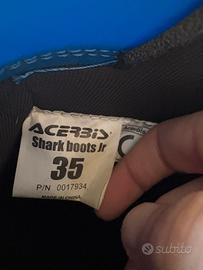 ACERBIS
Shark boots Jr
35
P/N 0017934
MADE IN CHINA
subito